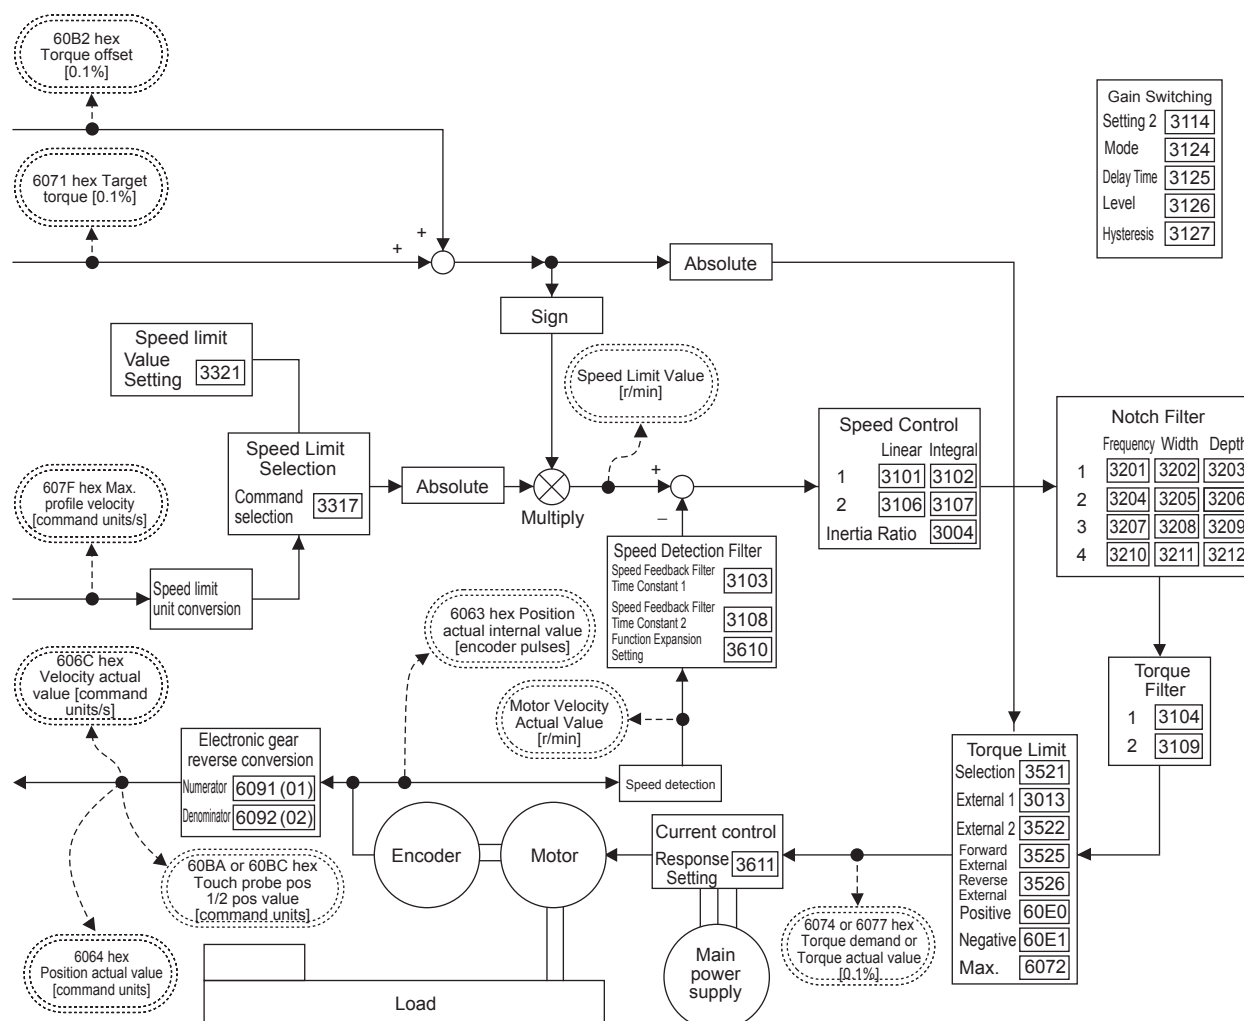 60B2 hex
Torque offset
[0.1%]
6071 hex Target
torque [0.1%]
+
+
Absolute
Sign
Gain Switching
Setting 2 3114
Mode 3124
Delay Time 3125
Level 3126
Hysteresis 3127
Speed limit
Value
Setting 3321
Speed Limit Value
[r/min]
Speed Limit
Selection
Command
selection 3317
Absolute
Multiply
+
−
Speed Control
Linear Integral
1 3101 3102
2 3106 3107
Inertia Ratio 3004
Notch Filter
Frequency Width Depth
1 3201 3202 3203
2 3204 3205 3206
3 3207 3208 3209
4 3210 3211 3212
607F hex Max.
profile velocity
[command units/s]
Speed limit
unit conversion
Speed Detection Filter
Speed Feedback Filter
Time Constant 1 3103
Speed Feedback Filter
Time Constant 2 3108
Function Expansion
Setting 3610
6063 hex Position
actual internal value
[encoder pulses]
606C hex
Velocity actual
value [command
units/s]
Motor Velocity
Actual Value
[r/min]
Torque
Filter
1 3104
2 3109
Electronic gear
reverse conversion
Numerator 6091 (01)
Denominator 6092 (02)
Speed detection
Torque Limit
Selection 3521
External 1 3013
External 2 3522
Forward
External 3525
Reverse
External 3526
Positive 60E0
Negative 60E1
Max. 6072
Encoder
Motor
Current control
Response
Setting 3611
60BA or 60BC hex
Touch probe pos
1/2 pos value
[command units]
6074 or 6077 hex
Torque demand or
Torque actual value
[0.1%]
6064 hex
Position actual value
[command units]
Main
power
supply
Load